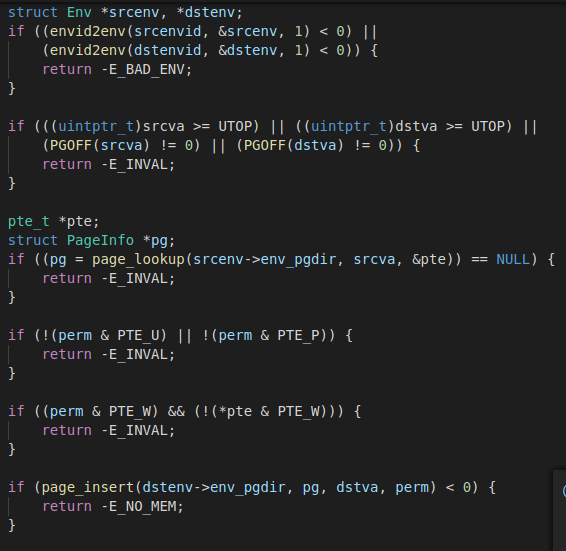 struct Env *srcenv, *dstenv;
if ((envid2env(srcenvid, &srcenv, 1) < 0) ||
    (envid2env(dstenvid, &dstenv, 1) < 0)) {
    return -E_BAD_ENV;
}

if (((uintptr_t)srcva >= UTOP) || ((uintptr_t)dstva >= UTOP) ||
    (PGOFF(srcva) != 0) || (PGOFF(dstva) != 0)) {
    return -E_INVAL;
}

pte_t *pte;
struct PageInfo *pg;
if ((pg = page_lookup(srcenv->env_pgdir, srcva, &pte)) == NULL) {
    return -E_INVAL;
}

if (!(perm & PTE_U) || !(perm & PTE_P)) {
    return -E_INVAL;
}

if ((perm & PTE_W) && (!(*pte & PTE_W))) {
    return -E_INVAL;
}

if (page_insert(dstenv->env_pgdir, pg, dstva, perm) < 0) {
    return -E_NO_MEM;
}